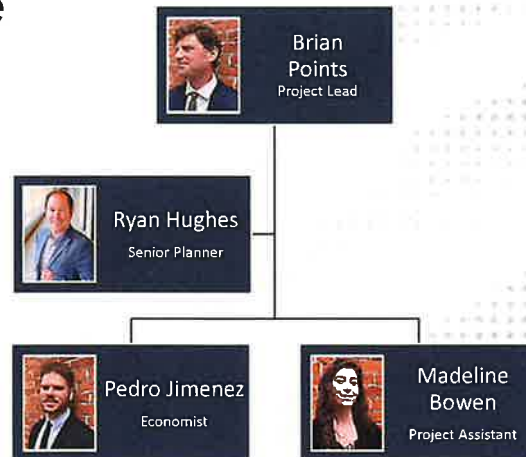 e
Brian
Points
Project Lead
Ryan Hughes
Senior Planner
Pedro Jimenez
Economist
Madeline
Bowen
Project Assistant